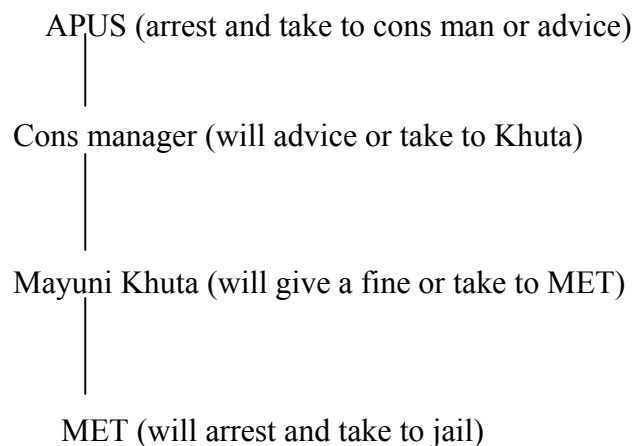 APUS (arrest and take to cons man or advice)
Cons manager (will advice or take to Khuta)
Mayuni Khuta (will give a fine or take to MET)
MET (will arrest and take to jail)